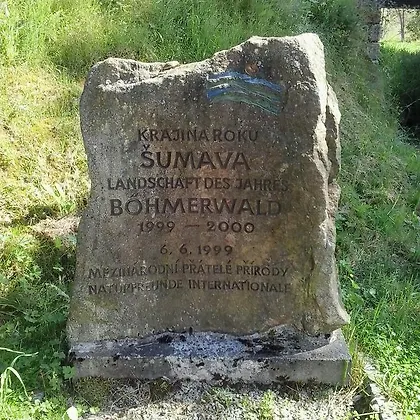 KRAJINA ROKU
ŠUMAVA
LANDSCHAFT DES JAHRES
BÖHMERWALD
1999 — 2000
6. 6. 1999
MEZINÁRODNÍ PŘÁTELÉ PŘÍRODY
NATURFREUNDE INTERNATIONALE